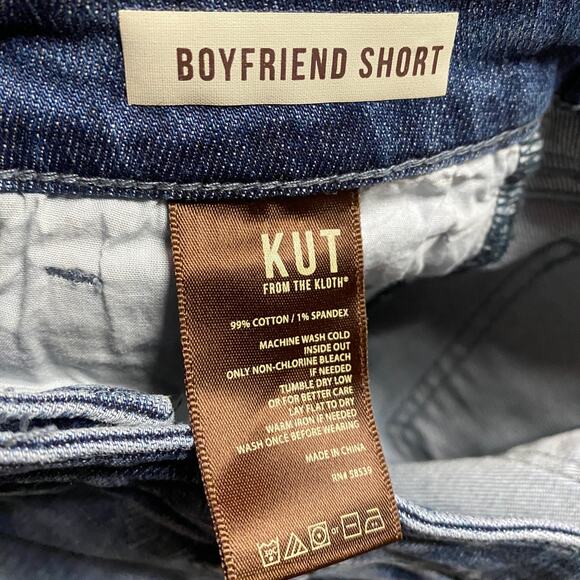 BOYFRIEND SHORT
KUT
FROM THE KLOTH®
99% COTTON / 1% SPANDEX
MACHINE WASH COLD
INSIDE OUT
ONLY NON-CHLORINE BLEACH
IF NEEDED
TUMBLE DRY LOW
OR FOR BETTER CARE
LAY FLAT TO DRY
WARM IRON IF NEEDED
WASH ONCE BEFORE WEARING
MADE IN CHINA
RN# 58539
or